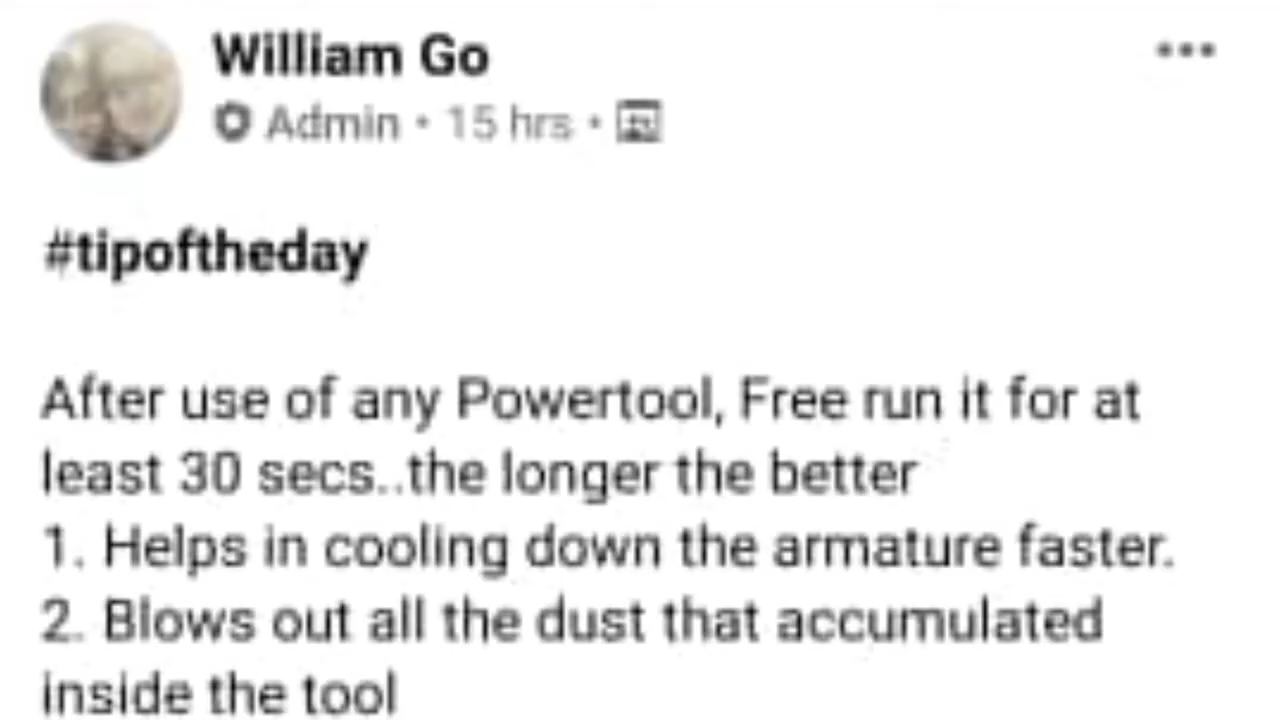 William Go
Admin • 15 hrs •
#tipoftheday
After use of any Powertool, Free run it for at
least 30 secs..the longer the better
1. Helps in cooling down the armature faster.
2. Blows out all the dust that accumulated
inside the tool